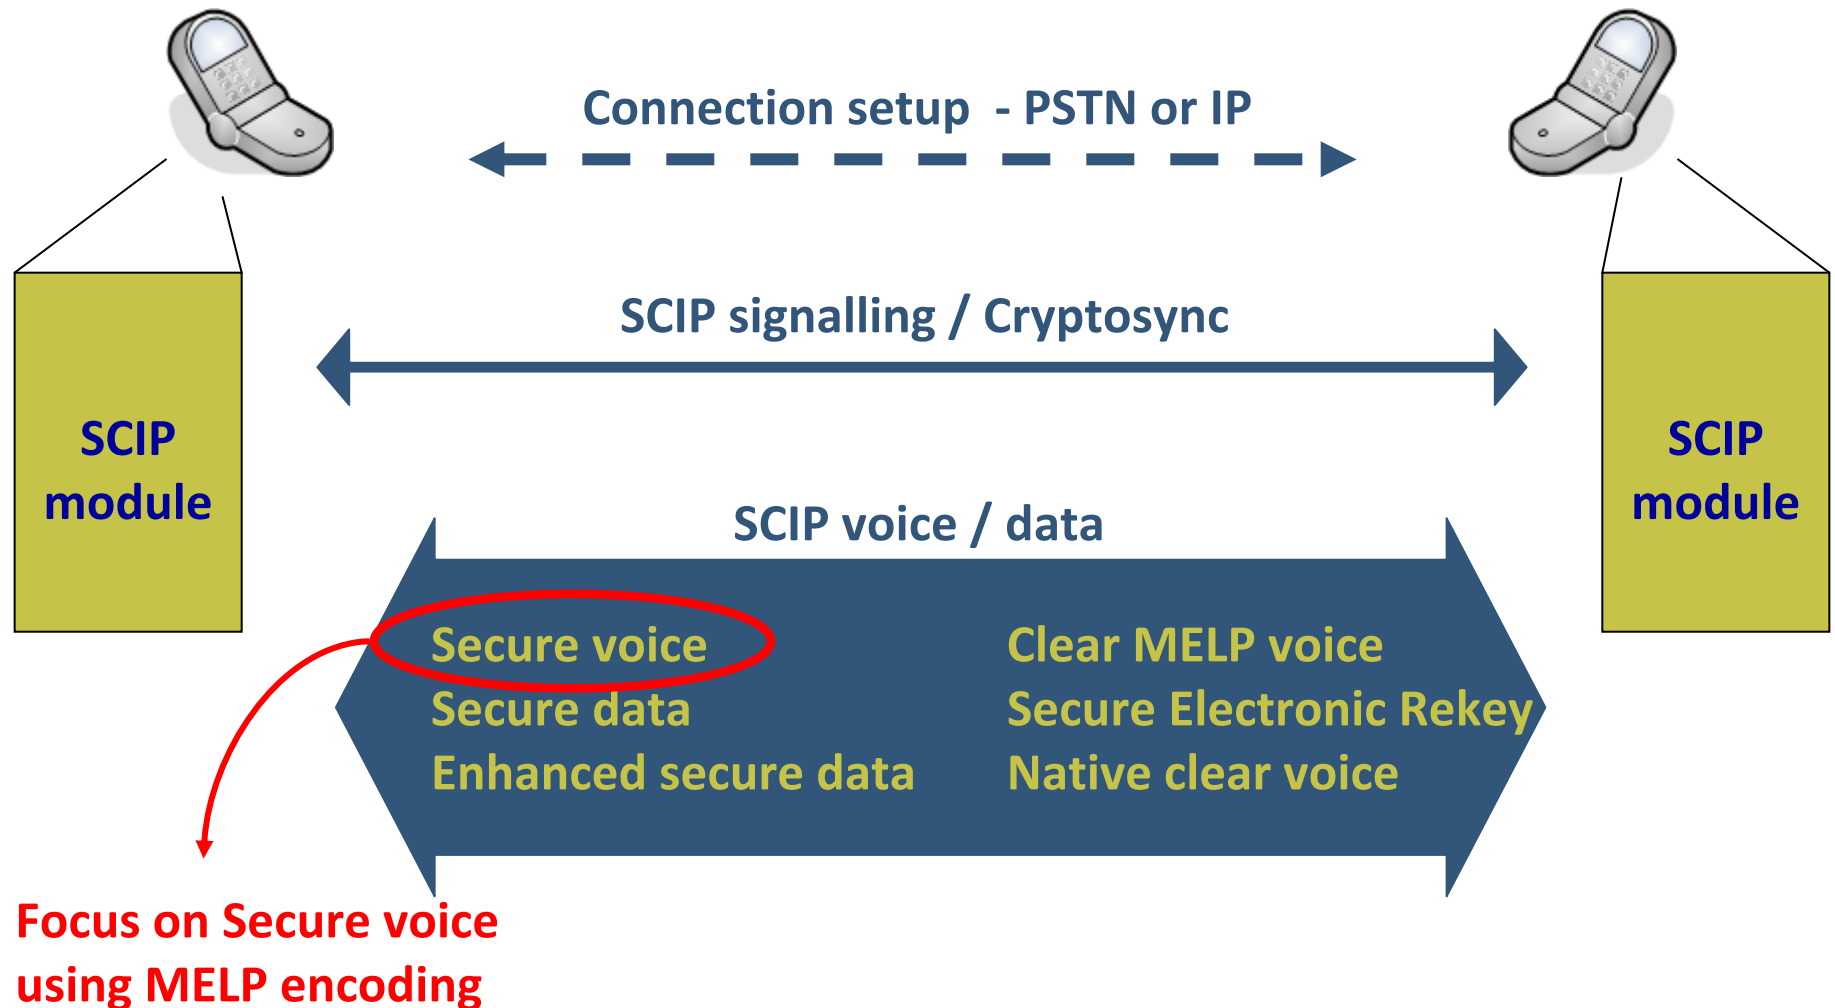 Connection setup - PSTN or IP
SCIP signalling / Cryptosync
SCIP
module
SCIP
module
SCIP voice / data
Secure voice
Secure data
Enhanced secure data
Clear MELP voice
Secure Electronic Rekey
Native clear voice
Focus on Secure voice
using MELP encoding